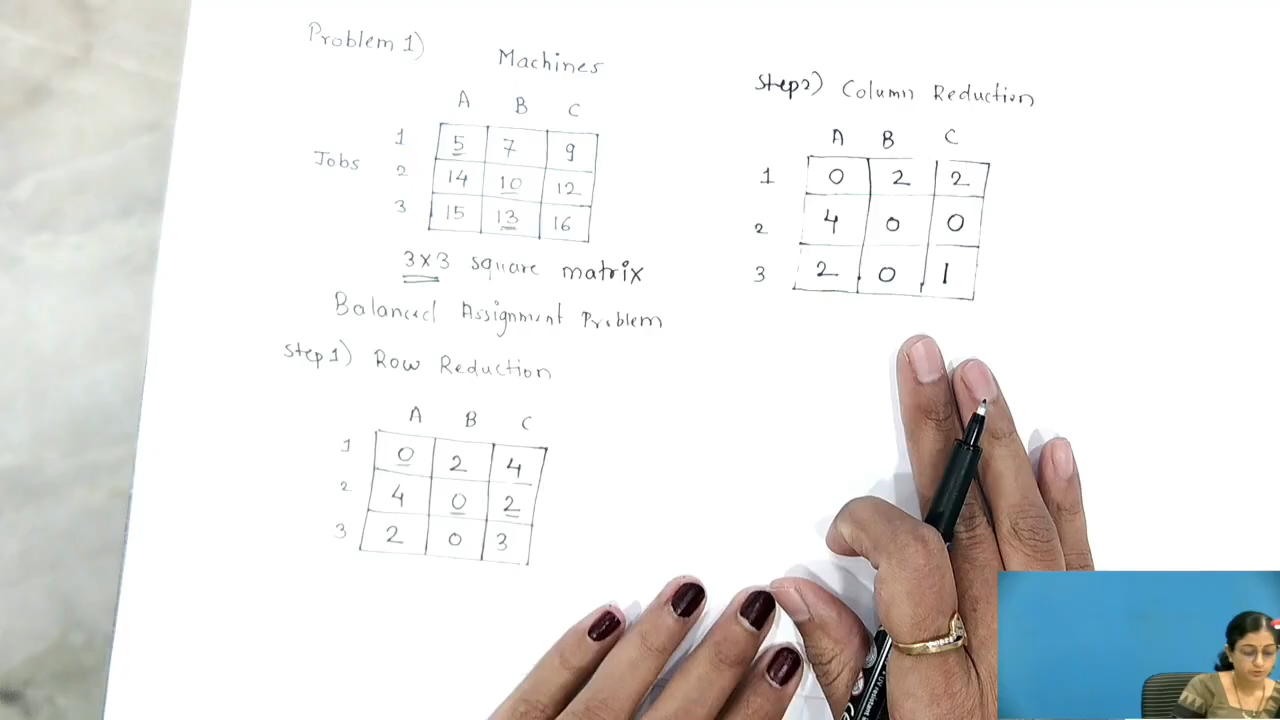 Problem 1)
Machines
A B C
1 5 7 9
Jobs
2 14 10 12
3 15 13 16
3x3 square matrix
Balanced Assignment Problem
Step 1) Row Reduction
A B C
1 0 2 4
2 4 0 2
3 2 0 3
Step2) Column Reduction
A B C
1 0 2 2
2 4 0 0
3 2 0 1